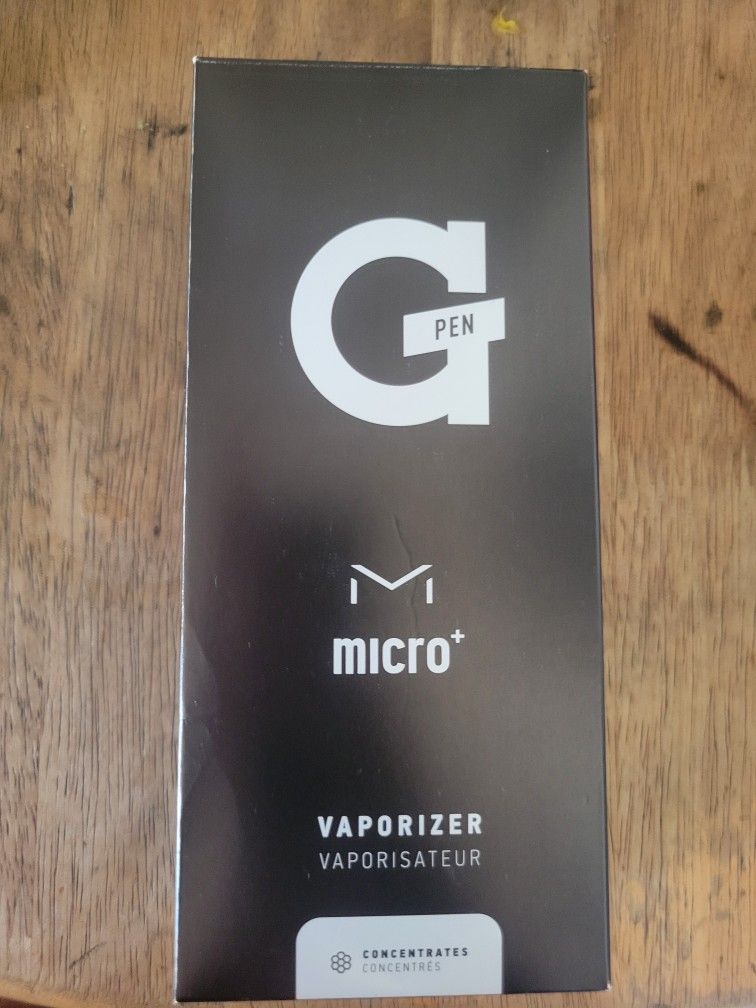 G
PEN
micro+
VAPORIZER
VAPORISATEUR
CONCENTRATES
CONCENTRÉS